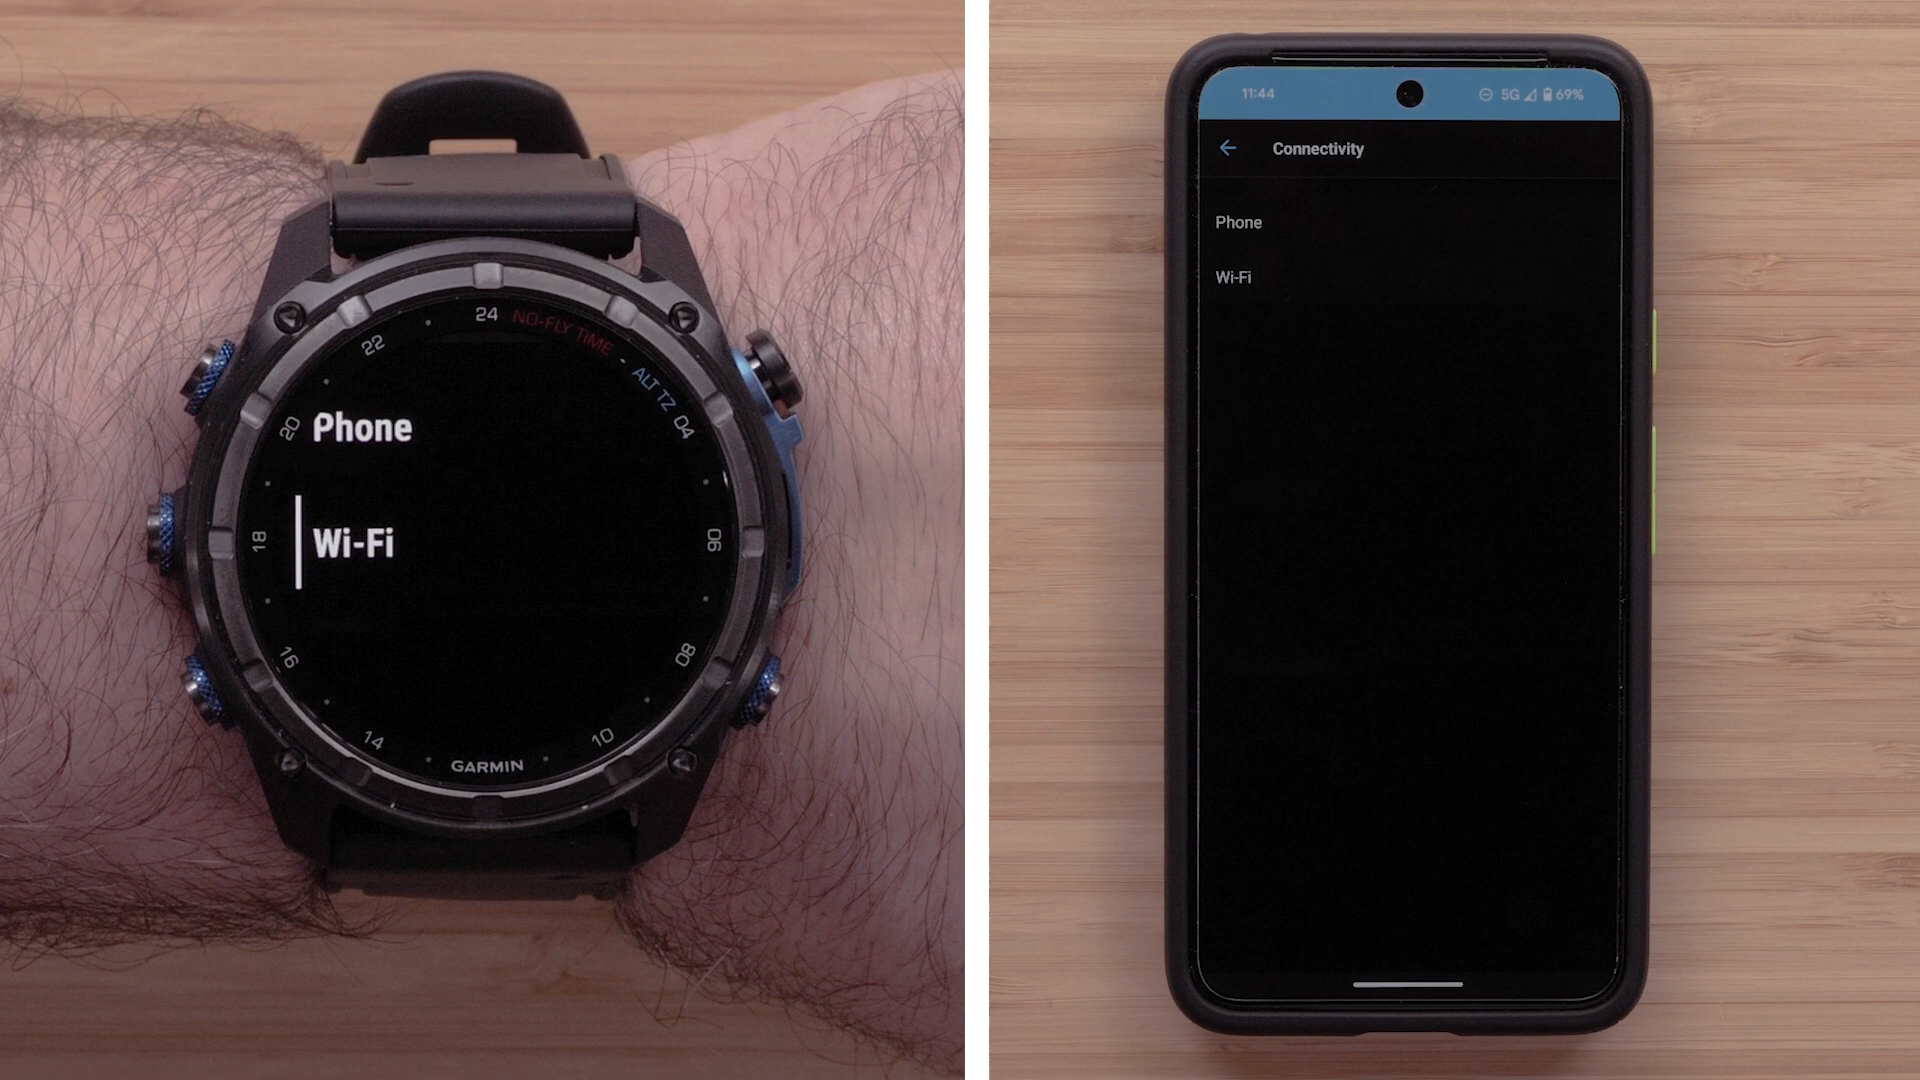 24
NO-FLY TIME
22
ALT TZ
20
04
Phone
18
Wi-Fi
06
16
08
14
10
GARMIN
11:44
5G
69%
Connectivity
Phone
Wi-Fi